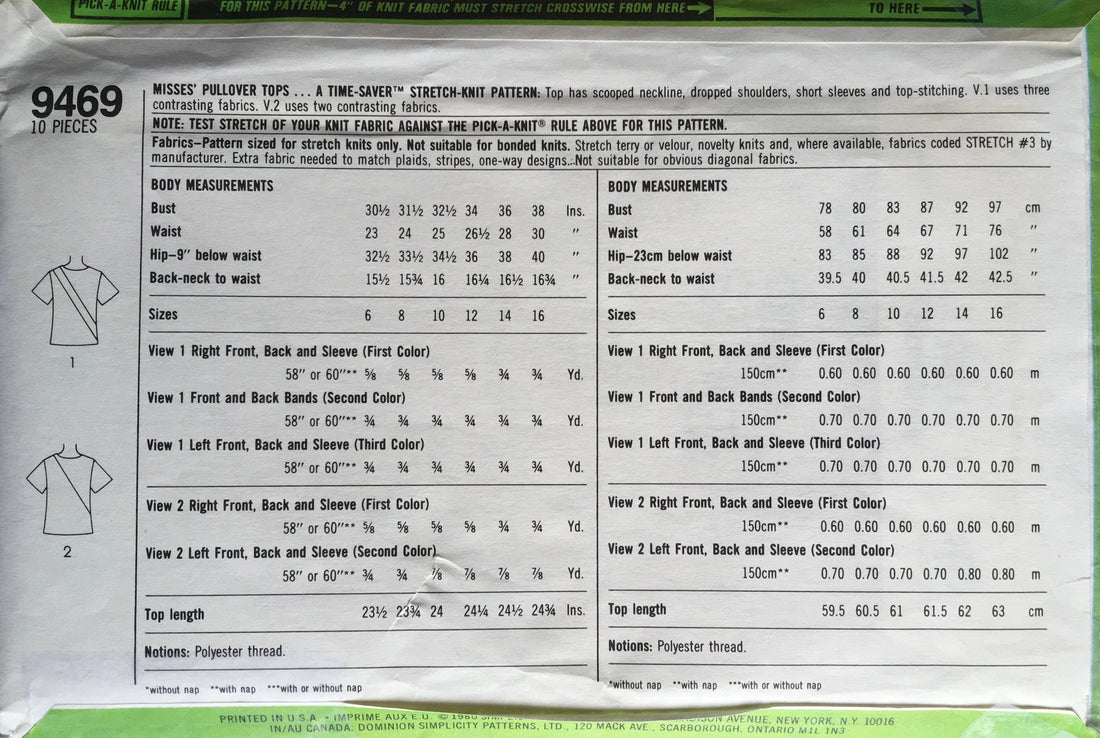 PICK-A-KNIT RULE FOR THIS PATTERN—4" OF KNIT FABRIC MUST STRETCH CROSSWISE FROM HERE TO HERE
9469
10 PIECES
MISSES' PULLOVER TOPS ... A TIME-SAVER™ STRETCH-KNIT PATTERN: Top has scooped neckline, dropped shoulders, short sleeves and top-stitching. V.1 uses three
contrasting fabrics. V.2 uses two contrasting fabrics.
NOTE: TEST STRETCH OF YOUR KNIT FABRIC AGAINST THE PICK-A-KNIT® RULE ABOVE FOR THIS PATTERN.
Fabrics–Pattern sized for stretch knits only. Not suitable for bonded knits. Stretch terry or velour, novelty knits and, where available, fabrics coded STRETCH #3 by
manufacturer. Extra fabric needed to match plaids, stripes, one-way designs. Not suitable for obvious diagonal fabrics.
BODY MEASUREMENTS
Bust 30½ 31½ 32½ 34 36 38 Ins.
Waist 23 24 25 26½ 28 30 "
Hip–9" below waist 32½ 33½ 34½ 36 38 40 "
Back-neck to waist 15½ 15¾ 16 16¼ 16½ 16¾ "
Sizes 6 8 10 12 14 16
View 1 Right Front, Back and Sleeve (First Color)
58" or 60"** ⅝ ⅝ ⅝ ⅝ ¾ ¾ Yd.
View 1 Front and Back Bands (Second Color)
58" or 60"** ¾ ¾ ¾ ¾ ¾ ¾ Yd.
View 1 Left Front, Back and Sleeve (Third Color)
58" or 60"** ¾ ¾ ¾ ¾ ¾ ¾ Yd.
View 2 Right Front, Back and Sleeve (First Color)
58" or 60"** ⅝ ⅝ ⅝ ⅝ ¾ ¾ Yd.
View 2 Left Front, Back and Sleeve (Second Color)
58" or 60"** ¾ ¾ ⅞ ⅞ ⅞ ⅞ Yd.
Top length 23½ 23¾ 24 24¼ 24½ 24¾ Ins.
Notions: Polyester thread.
*without nap **with nap ***with or without nap
BODY MEASUREMENTS
Bust 78 80 83 87 92 97 cm
Waist 58 61 64 67 71 76 "
Hip–23cm below waist 83 85 88 92 97 102 "
Back-neck to waist 39.5 40 40.5 41.5 42 42.5 "
Sizes 6 8 10 12 14 16
View 1 Right Front, Back and Sleeve (First Color)
150cm** 0.60 0.60 0.60 0.60 0.60 0.60 m
View 1 Front and Back Bands (Second Color)
150cm** 0.70 0.70 0.70 0.70 0.70 0.70 m
View 1 Left Front, Back and Sleeve (Third Color)
150cm** 0.70 0.70 0.70 0.70 0.70 0.70 m
View 2 Right Front, Back and Sleeve (First Color)
150cm** 0.60 0.60 0.60 0.60 0.60 0.60 m
View 2 Left Front, Back and Sleeve (Second Color)
150cm** 0.70 0.70 0.70 0.70 0.80 0.80 m
Top length 59.5 60.5 61 61.5 62 63 cm
Notions: Polyester thread.
*without nap **with nap ***with or without nap
1
2
PRINTED IN U.S.A. – IMPRIME AUX E.U. © 1980 AVENUE, NEW YORK, N.Y. 10016
IN/AU CANADA: DOMINION SIMPLICITY PATTERNS, LTD., 120 MACK AVE., SCARBOROUGH, ONTARIO M1L 1N3